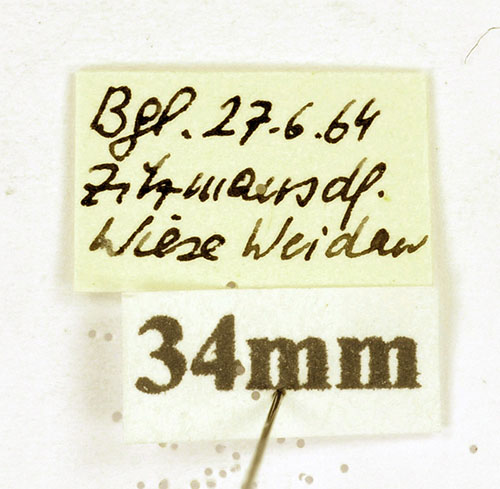 Bgl. 27.6.64
Zitzmannsdf.
Wiese Weiden
34mm